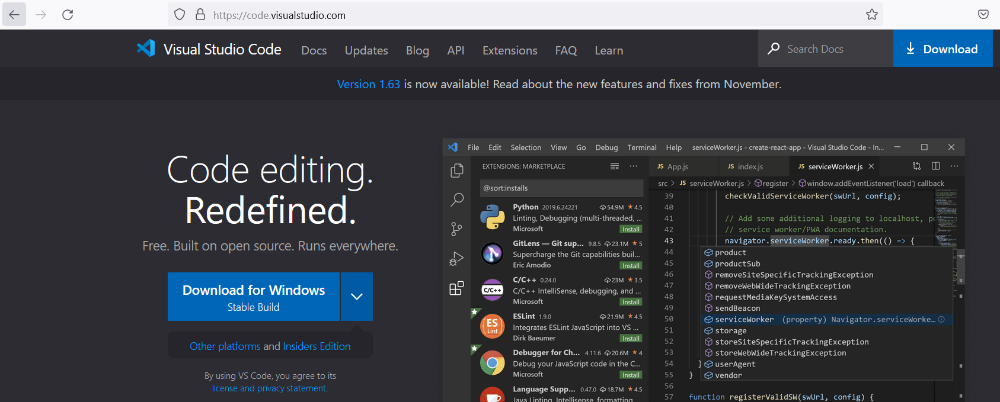 https://code.visualstudio.com
Visual Studio Code Docs Updates Blog API Extensions FAQ Learn Search Docs Download
Version 1.63 is now available! Read about the new features and fixes from November.
Code editing.
Redefined.
Free. Built on open source. Runs everywhere.
Download for Windows
Stable Build
Other platforms and Insiders Edition
By using VS Code, you agree to its
license and privacy statement.
File Edit Selection View Go Debug Terminal Help serviceWorker.js - create-react-app - Visual Studio Code - In...
EXTENSIONS: MARKETPLACE
@sort:installs
Python 2019.6.24221 54.9M ★ 4.5
Linting, Debugging (multi-threaded, ...
Microsoft Install
GitLens — Git sup... 9.8.5 23.1M ★ 5
Supercharge the Git capabilities buil...
Eric Amodio Install
C/C++
C/C++ 0.24.0 23M ★ 3.5
C/C++ IntelliSense, debugging, and ...
Microsoft Install
ES
Lint
ESLint 1.9.0 21.9M ★ 4.5
Integrates ESLint JavaScript into VS ...
Dirk Baeumer Install
Debugger for Ch... 4.11.6 20.6M ★ 4
Debug your JavaScript code in the C...
Microsoft Install
Language Supp... 0.47.0 18.7M ★ 4.5
Java Linting, Intellisense, formatting,
JS App.js JS index.js JS serviceWorker.js
src > JS serviceWorker.js > register > window.addEventListener('load') callback
39 checkValidServiceWorker(swUrl, config);
40
41 // Add some additional logging to localhost, po
42 // service worker/PWA documentation.
43 navigator.serviceWorker.ready.then(() => {
44 product
45 productSub
46 removeSiteSpecificTrackingException
47 removeWebWideTrackingException
48 requestMediaKeySystemAccess
49 sendBeacon
50 serviceWorker (property) Navigator.serviceWorke...
51 storage
52 storeSiteSpecificTrackingException
53 storeWebWideTrackingException
54 } userAgent
55 } vendor
56
57 function registerValidSW(swUrl, config) {